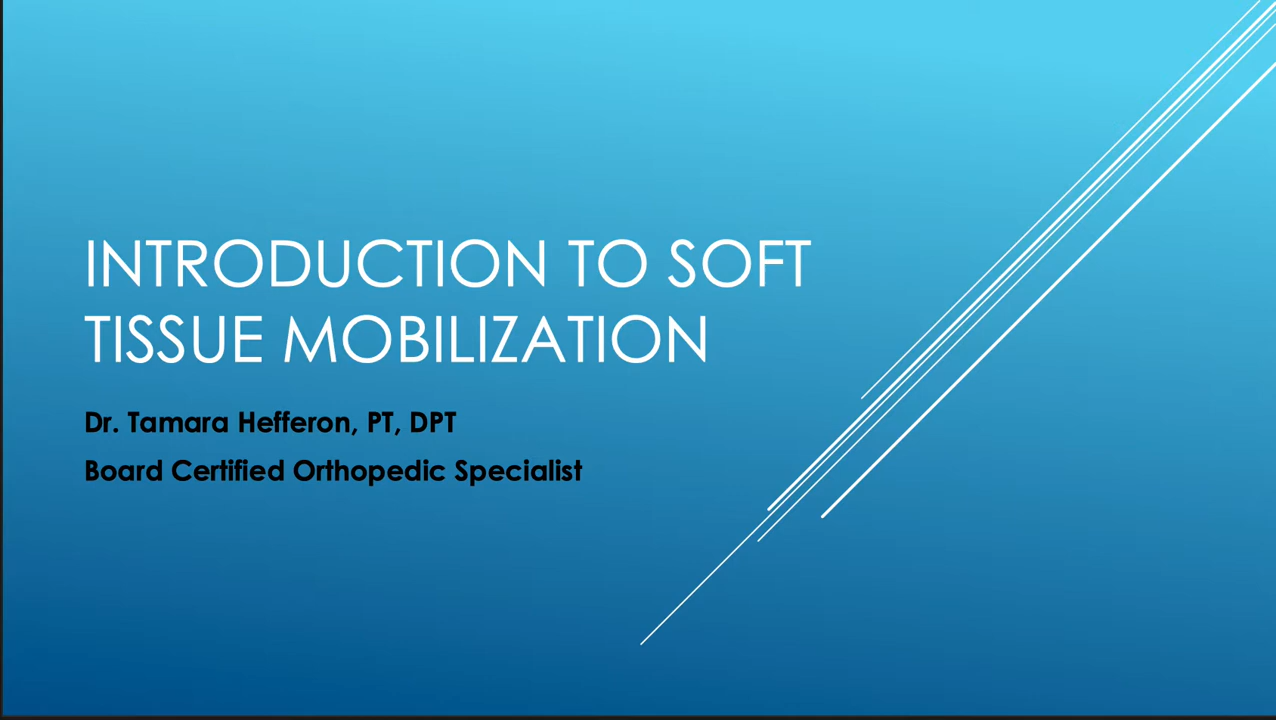 INTRODUCTION TO SOFT
TISSUE MOBILIZATION
Dr. Tamara Hefferon, PT, DPT
Board Certified Orthopedic Specialist